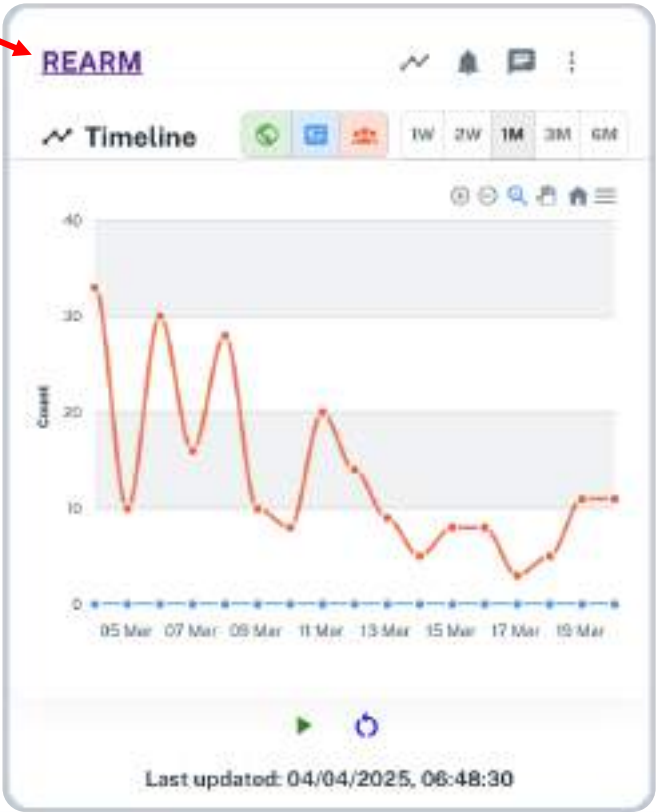 REARM
Timeline
1W 2W 1M 3M 6M
40
30
20
10
0
Count
05 Mar 07 Mar 09 Mar 11 Mar 13 Mar 15 Mar 17 Mar 19 Mar
Last updated: 04/04/2025, 06:48:30